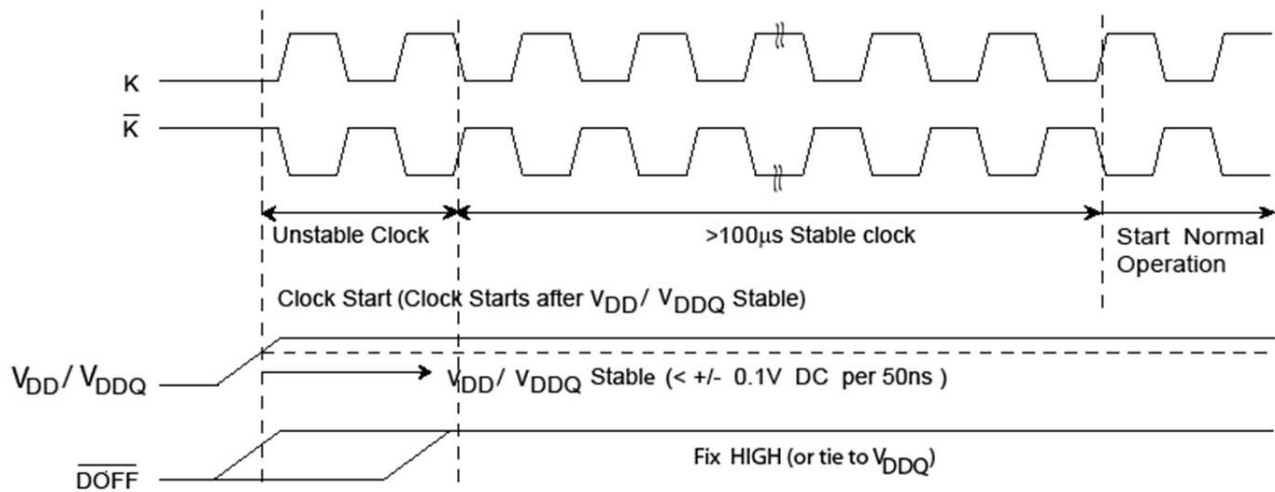 K
K̅
Unstable Clock
>100μs Stable clock
Start Normal
Operation
Clock Start (Clock Starts after VDD/ VDDQ Stable)
VDD/ VDDQ
VDD/ VDDQ Stable (< +/- 0.1V DC per 50ns )
D̅O̅F̅F̅
Fix HIGH (or tie to VDDQ)